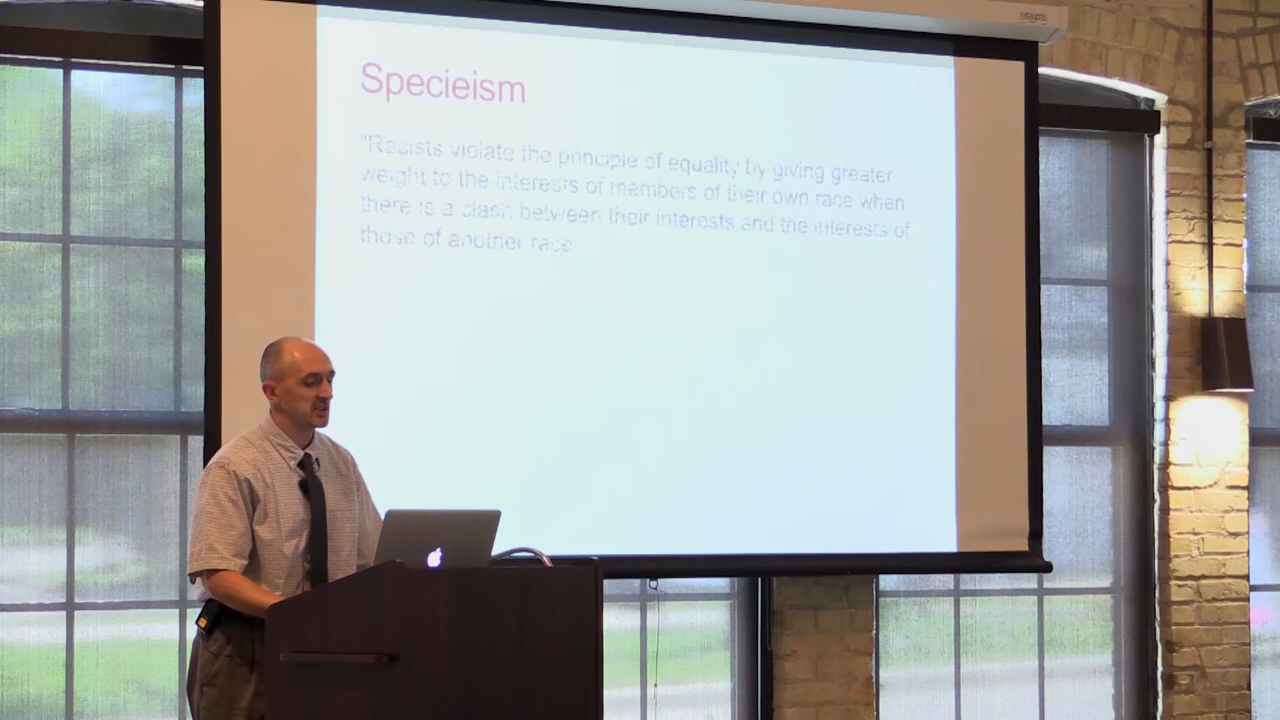 Specieism
"Racists violate the principle of equality by giving greater
weight to the interests of members of their own race when
there is a clash between their interests and the interests of
those of another race